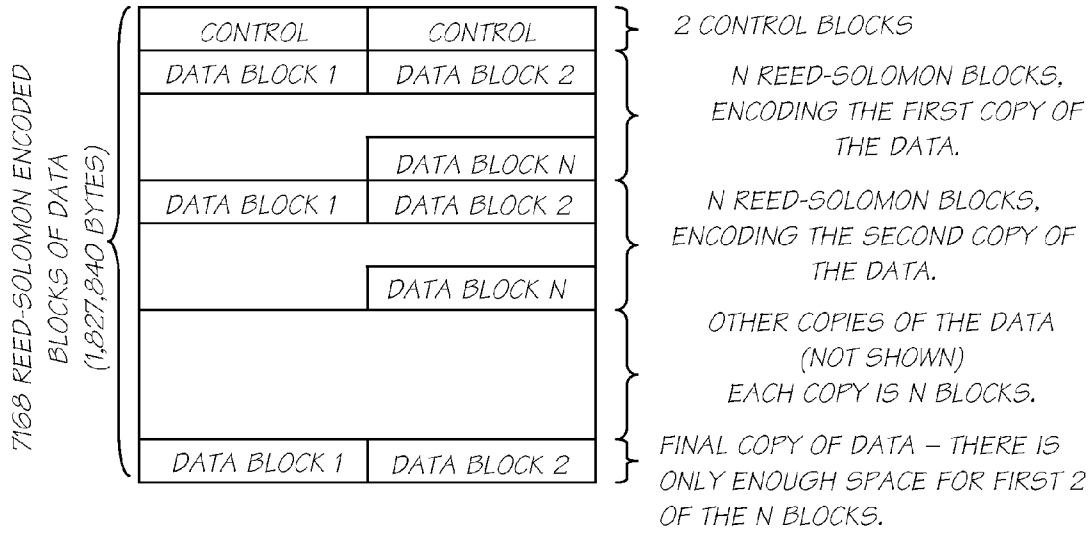 7168 REED-SOLOMON ENCODED
BLOCKS OF DATA
(1,827,840 BYTES)
CONTROL CONTROL
DATA BLOCK 1 DATA BLOCK 2
DATA BLOCK N
DATA BLOCK 1 DATA BLOCK 2
DATA BLOCK N
DATA BLOCK 1 DATA BLOCK 2
2 CONTROL BLOCKS
N REED-SOLOMON BLOCKS,
ENCODING THE FIRST COPY OF
THE DATA.
N REED-SOLOMON BLOCKS,
ENCODING THE SECOND COPY OF
THE DATA.
OTHER COPIES OF THE DATA
(NOT SHOWN)
EACH COPY IS N BLOCKS.
FINAL COPY OF DATA – THERE IS
ONLY ENOUGH SPACE FOR FIRST 2
OF THE N BLOCKS.